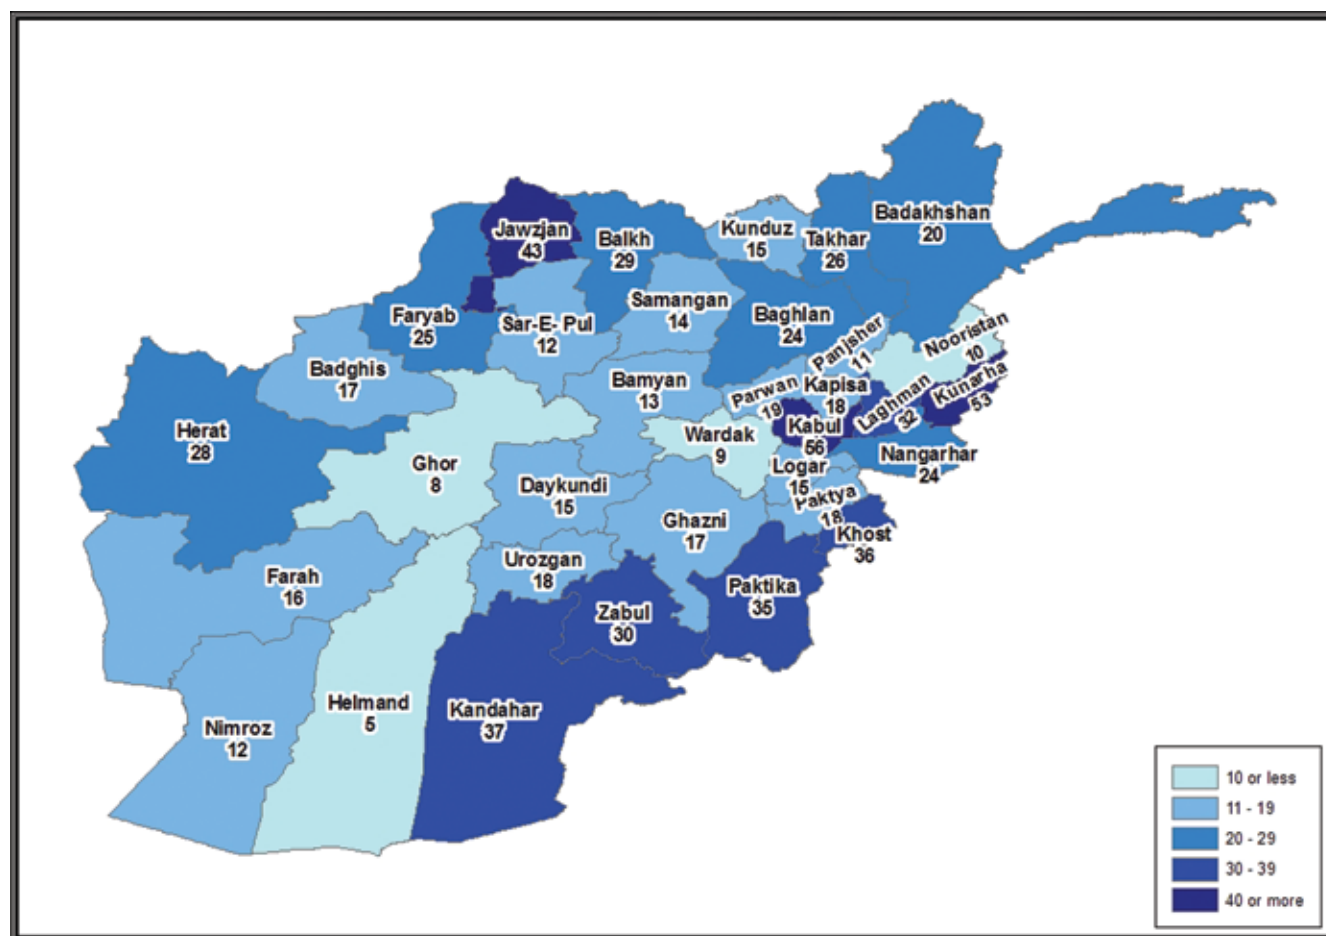 Badakhshan
20
Jawzjan
43
Balkh
29
Kunduz
15
Takhar
26
Samangan
14
Faryab
25
Sar-E- Pul
12
Baghlan
24
Panjsher
11
Nooristan
10
Badghis
17
Bamyan
13
Parwan
19
Kapisa
18
Laghman
32
Kunarha
53
Herat
28
Ghor
8
Wardak
9
Kabul
56
Nangarhar
24
Daykundi
15
Logar
15
Paktya
18
Ghazni
17
Khost
36
Farah
16
Urozgan
18
Zabul
30
Paktika
35
Nimroz
12
Helmand
5
Kandahar
37
10 or less
11 - 19
20 - 29
30 - 39
40 or more